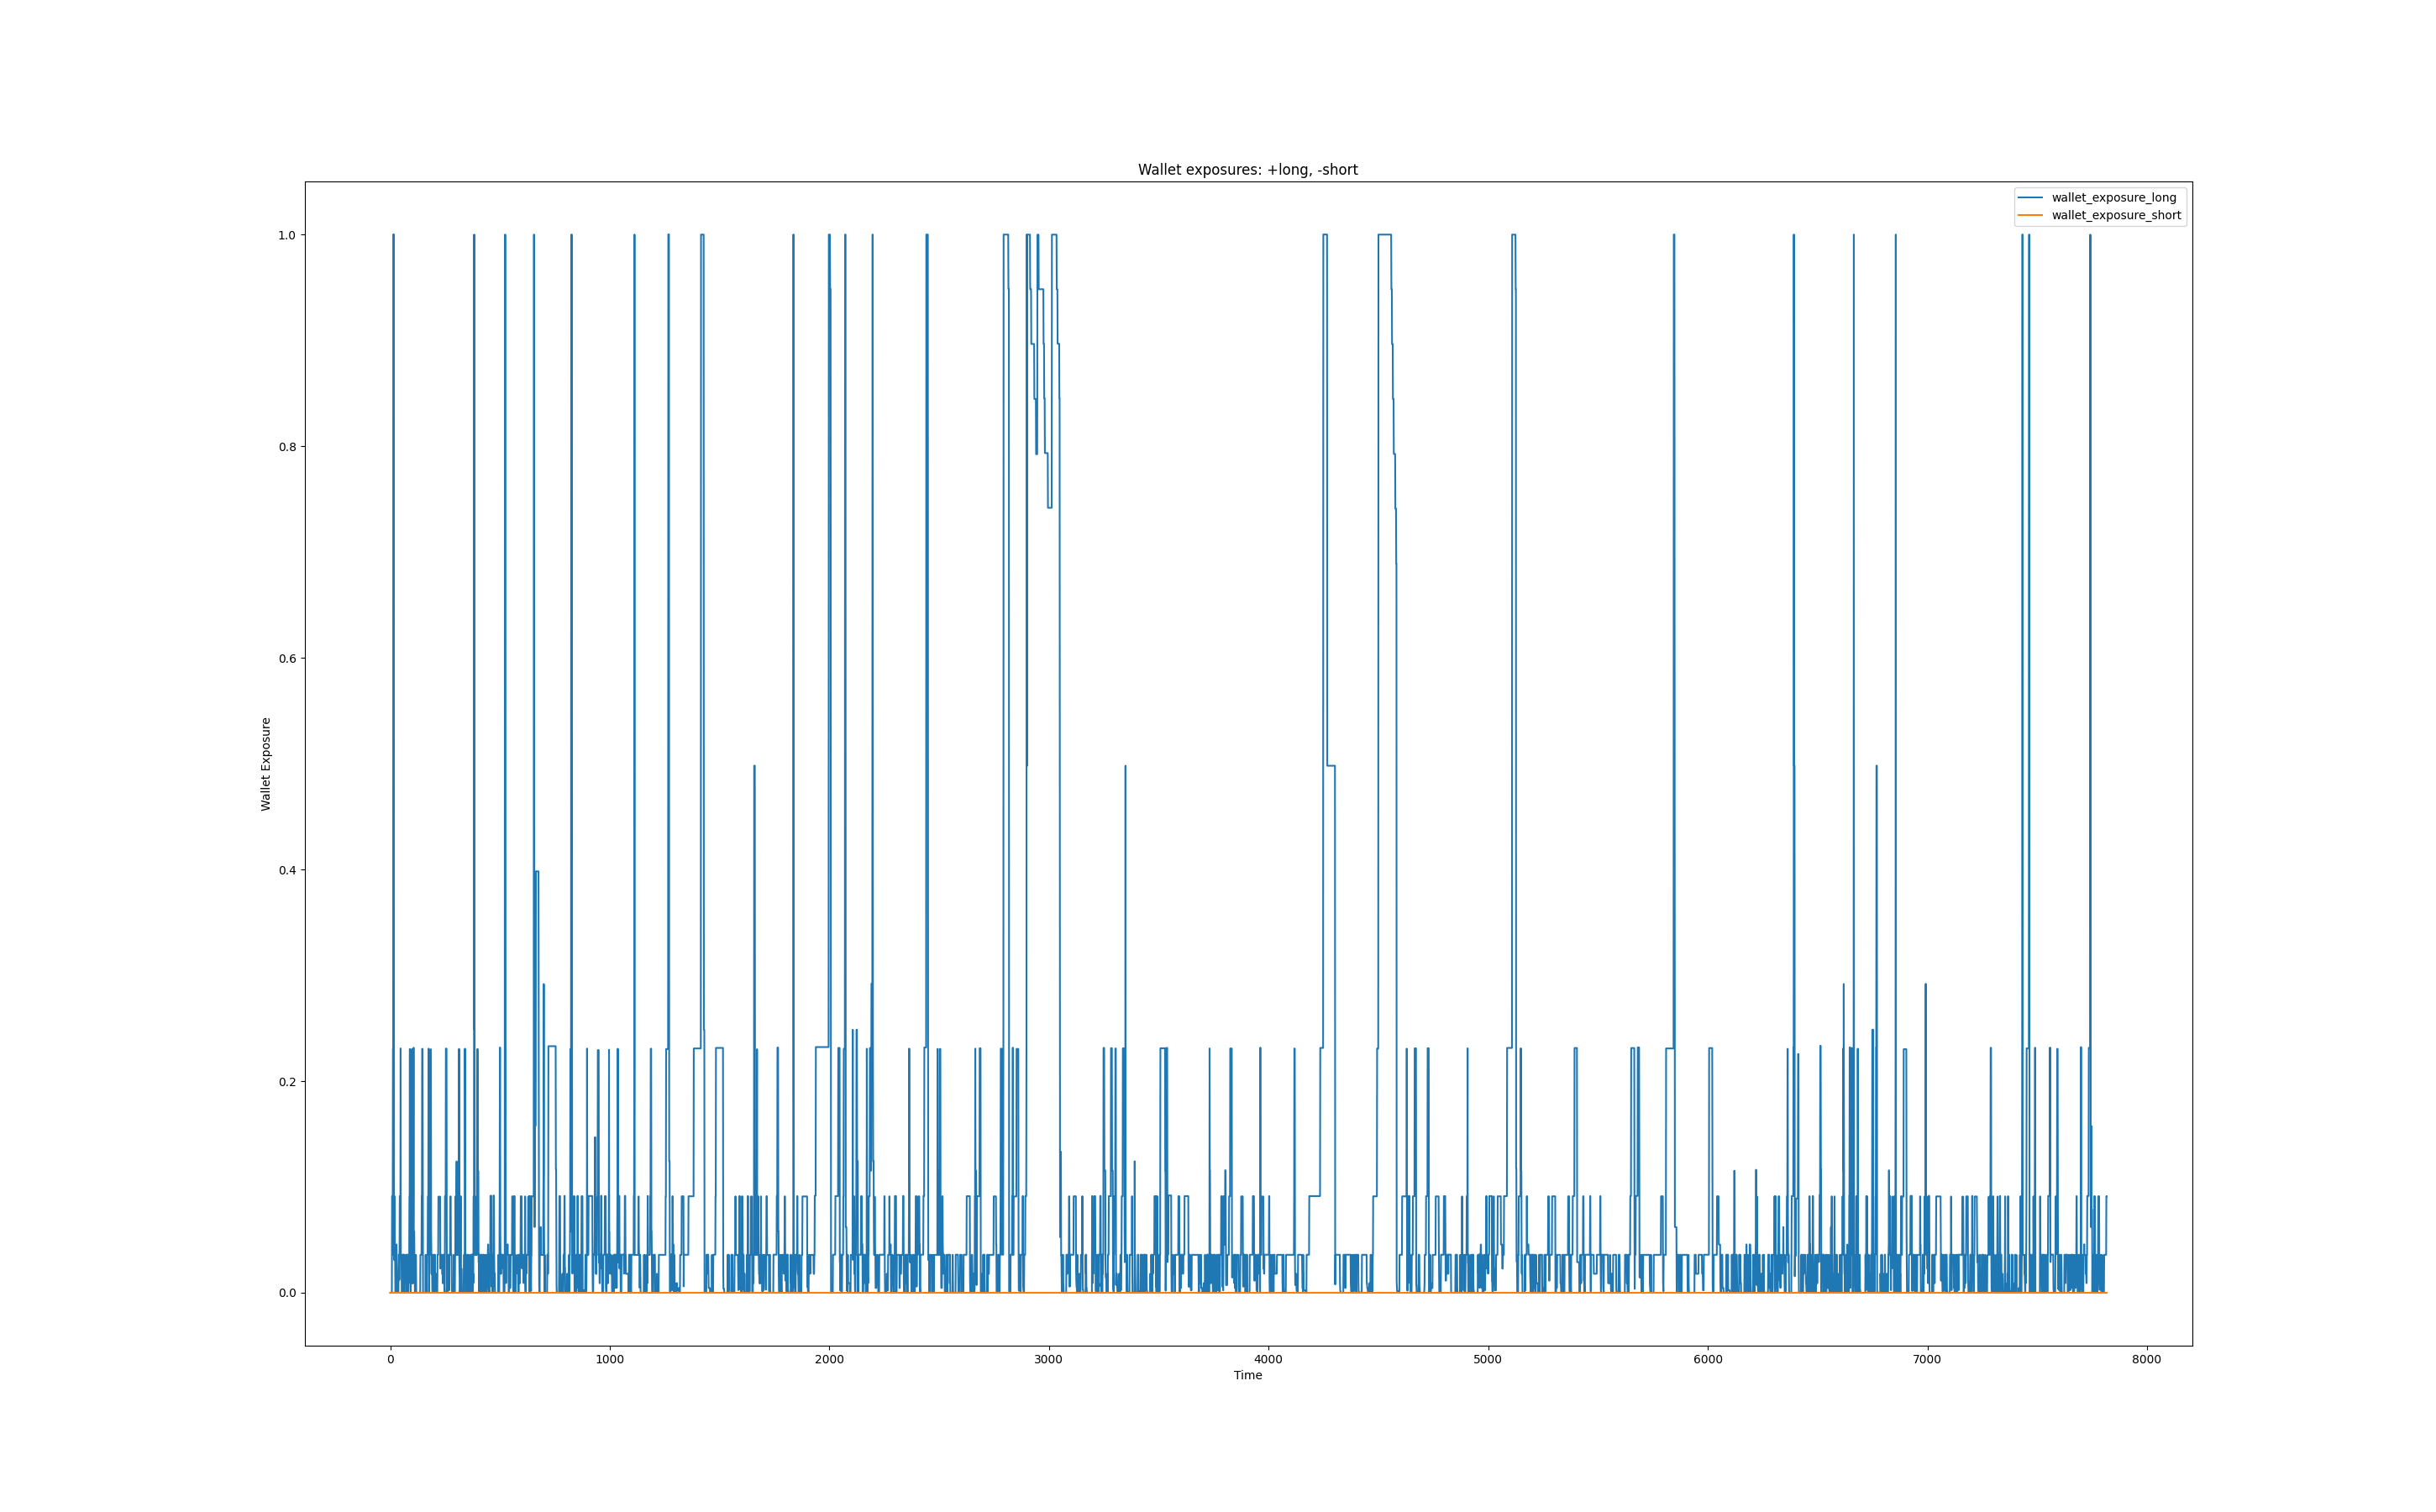 Wallet exposures: +long, -short
wallet_exposure_long
wallet_exposure_short
1.0
0.8
0.6
0.4
0.2
0.0
Wallet Exposure
0 1000 2000 3000 4000 5000 6000 7000 8000
Time